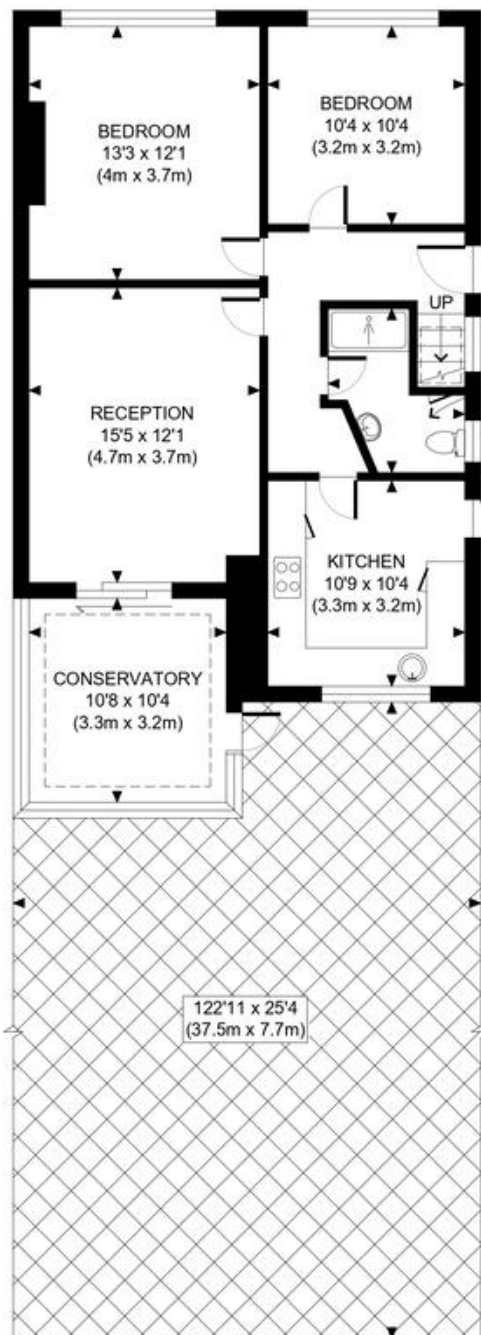 BEDROOM
13'3 x 12'1
(4m x 3.7m)
BEDROOM
10'4 x 10'4
(3.2m x 3.2m)
UP
RECEPTION
15'5 x 12'1
(4.7m x 3.7m)
KITCHEN
10'9 x 10'4
(3.3m x 3.2m)
CONSERVATORY
10'8 x 10'4
(3.3m x 3.2m)
122'11 x 25'4
(37.5m x 7.7m)